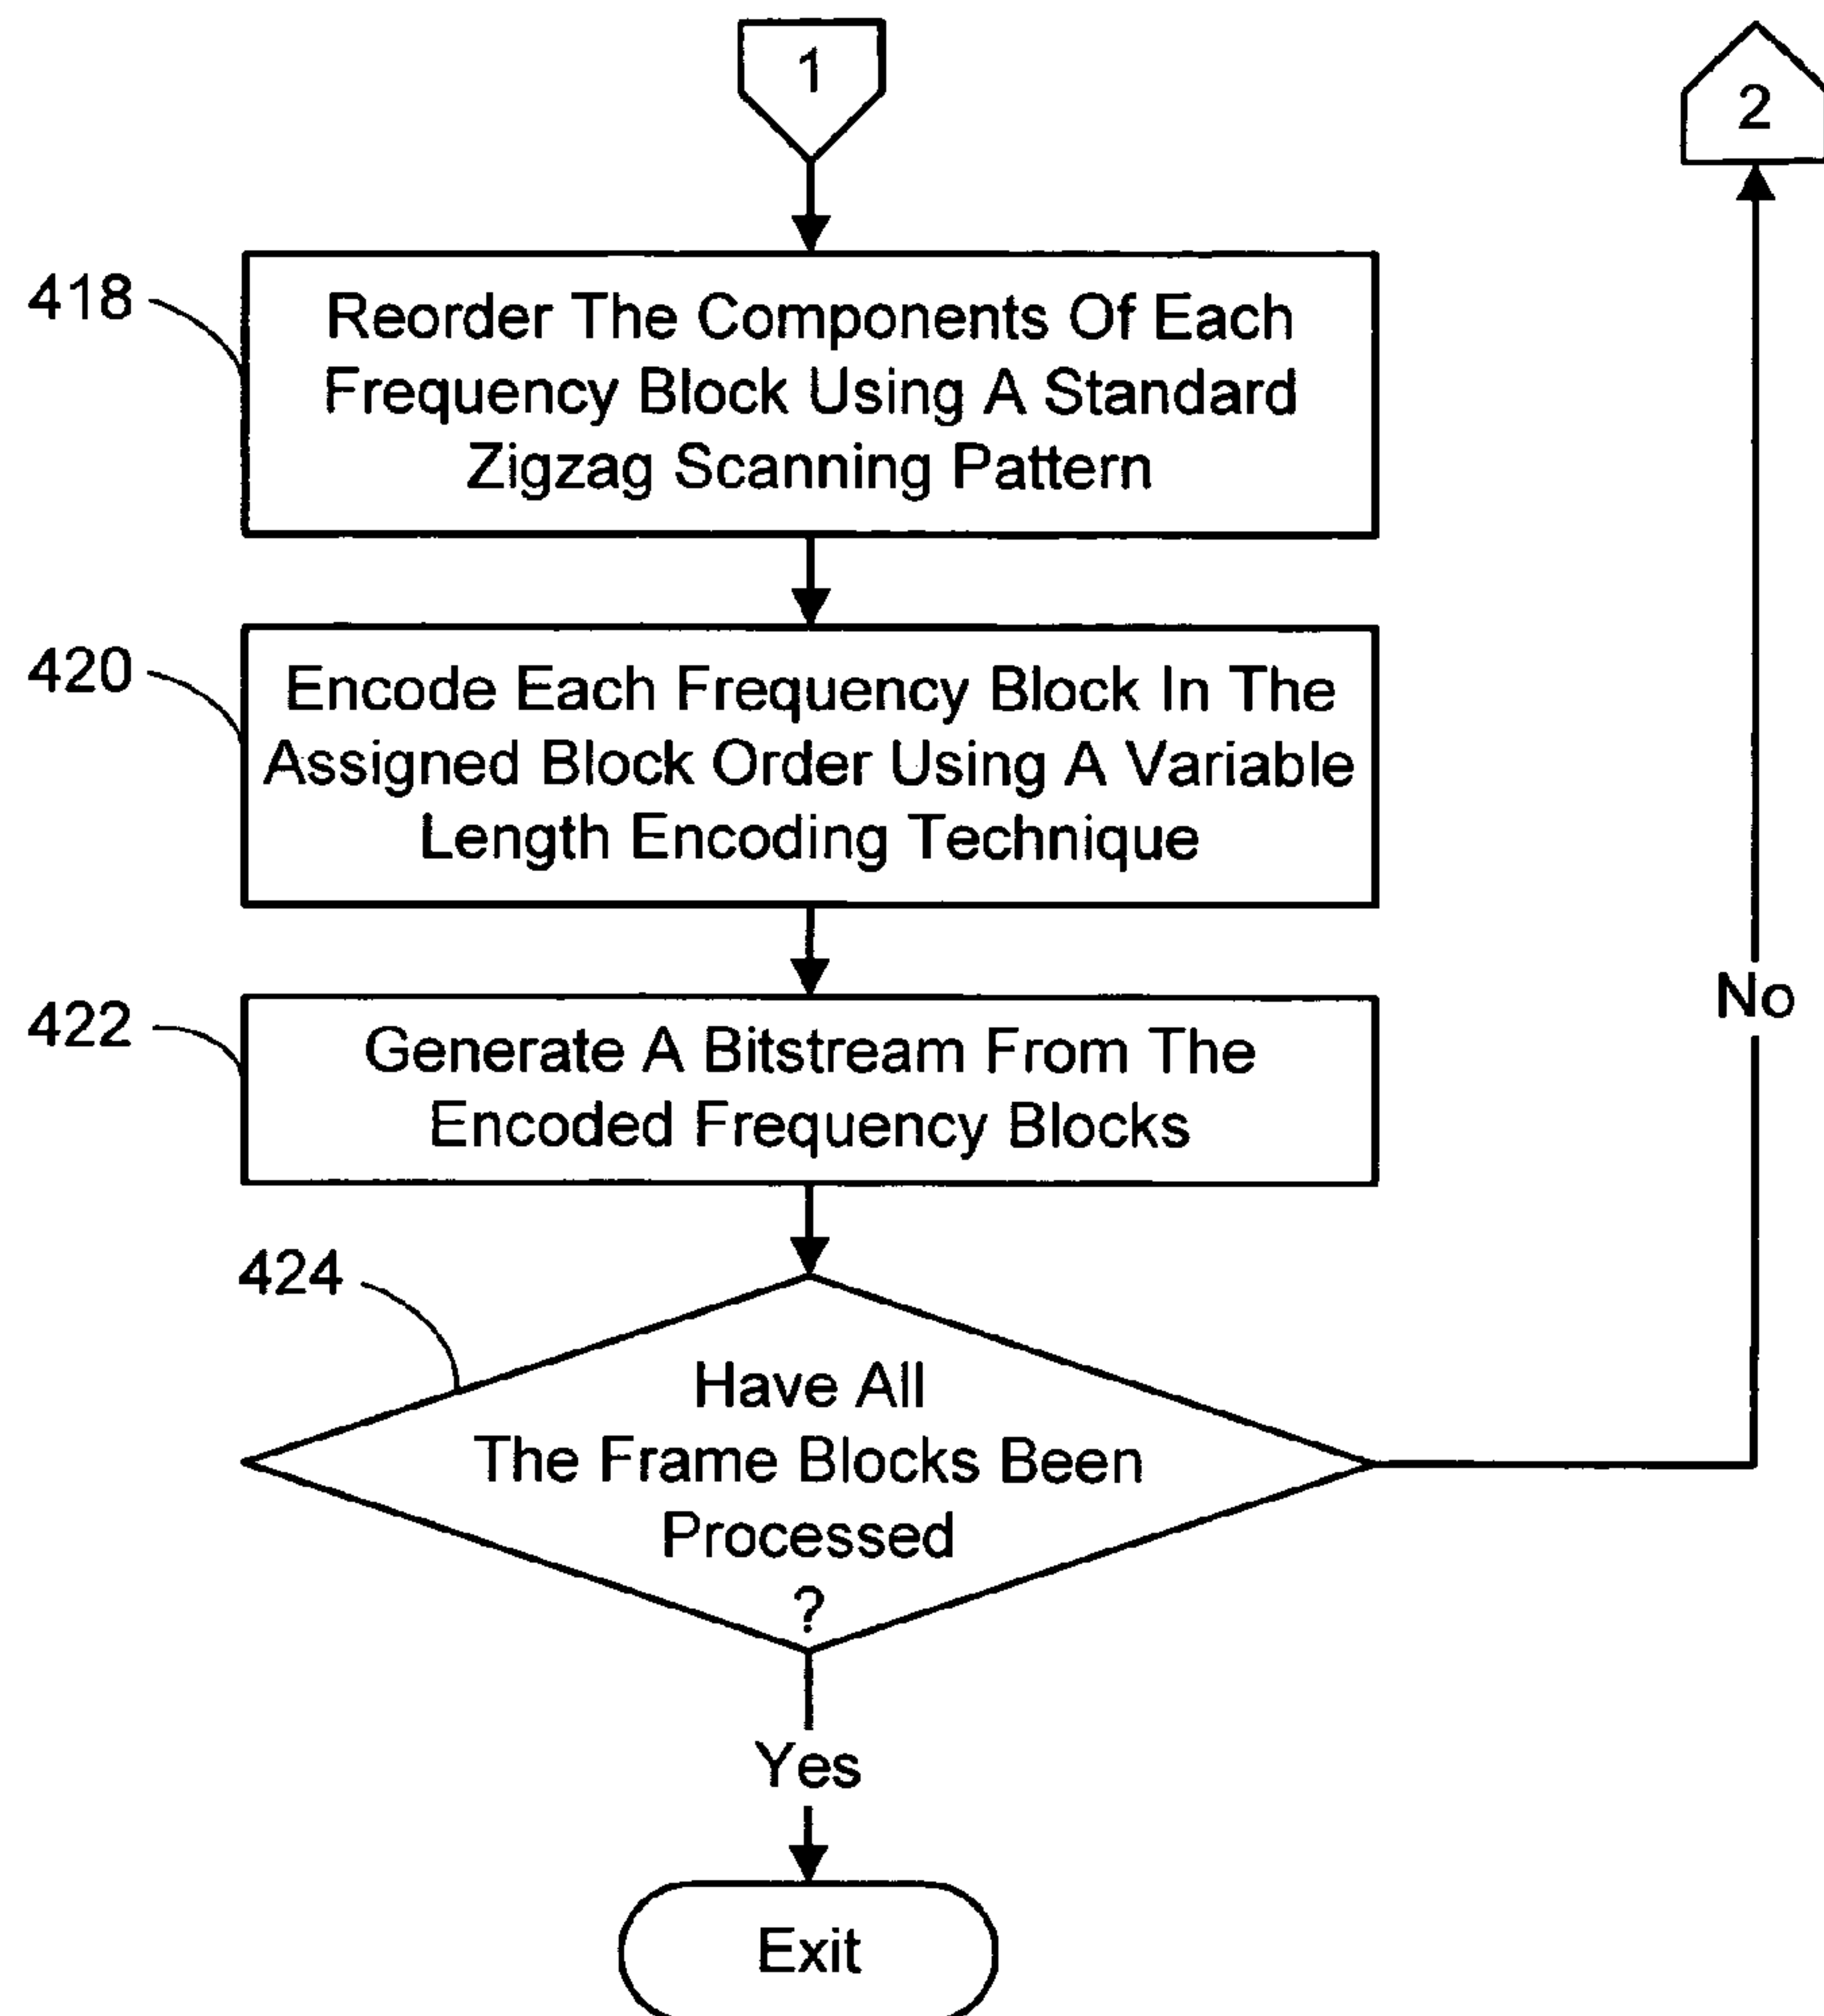 1
2
418
Reorder The Components Of Each
Frequency Block Using A Standard
Zigzag Scanning Pattern
420
Encode Each Frequency Block In The
Assigned Block Order Using A Variable
Length Encoding Technique
422
Generate A Bitstream From The
Encoded Frequency Blocks
No
424
Have All
The Frame Blocks Been
Processed
?
Yes
Exit